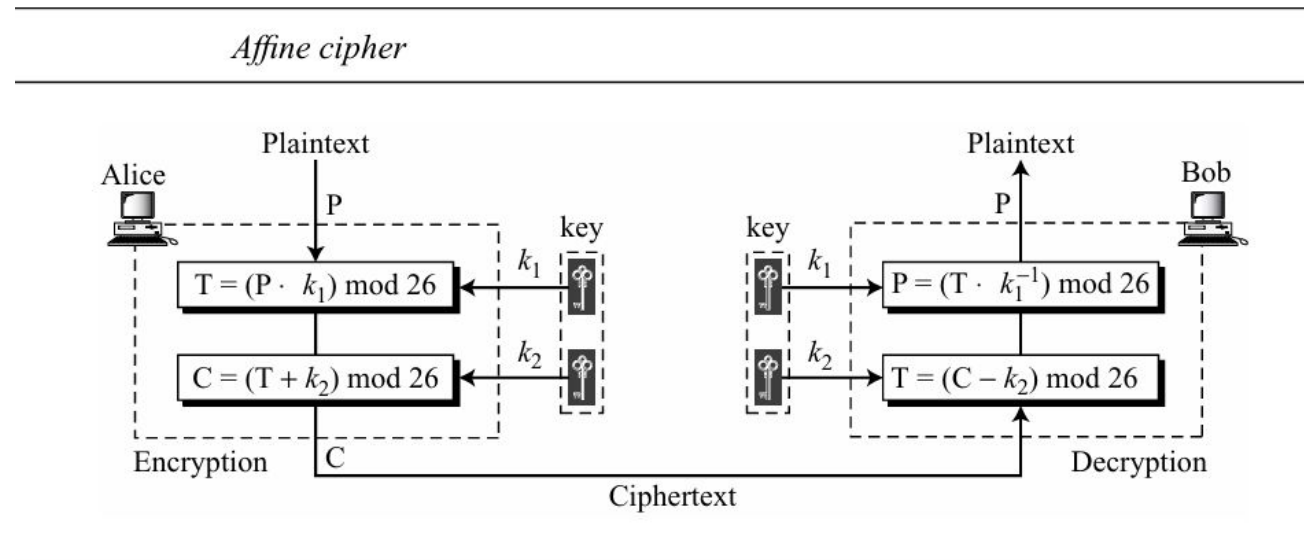 Affine cipher
Plaintext
Plaintext
Alice
Bob
P
P
key
key
k₁
k₁
T = (P · k₁) mod 26
P = (T · k₁⁻¹) mod 26
k₂
k₂
C = (T + k₂) mod 26
T = (C − k₂) mod 26
Encryption
C
Decryption
Ciphertext